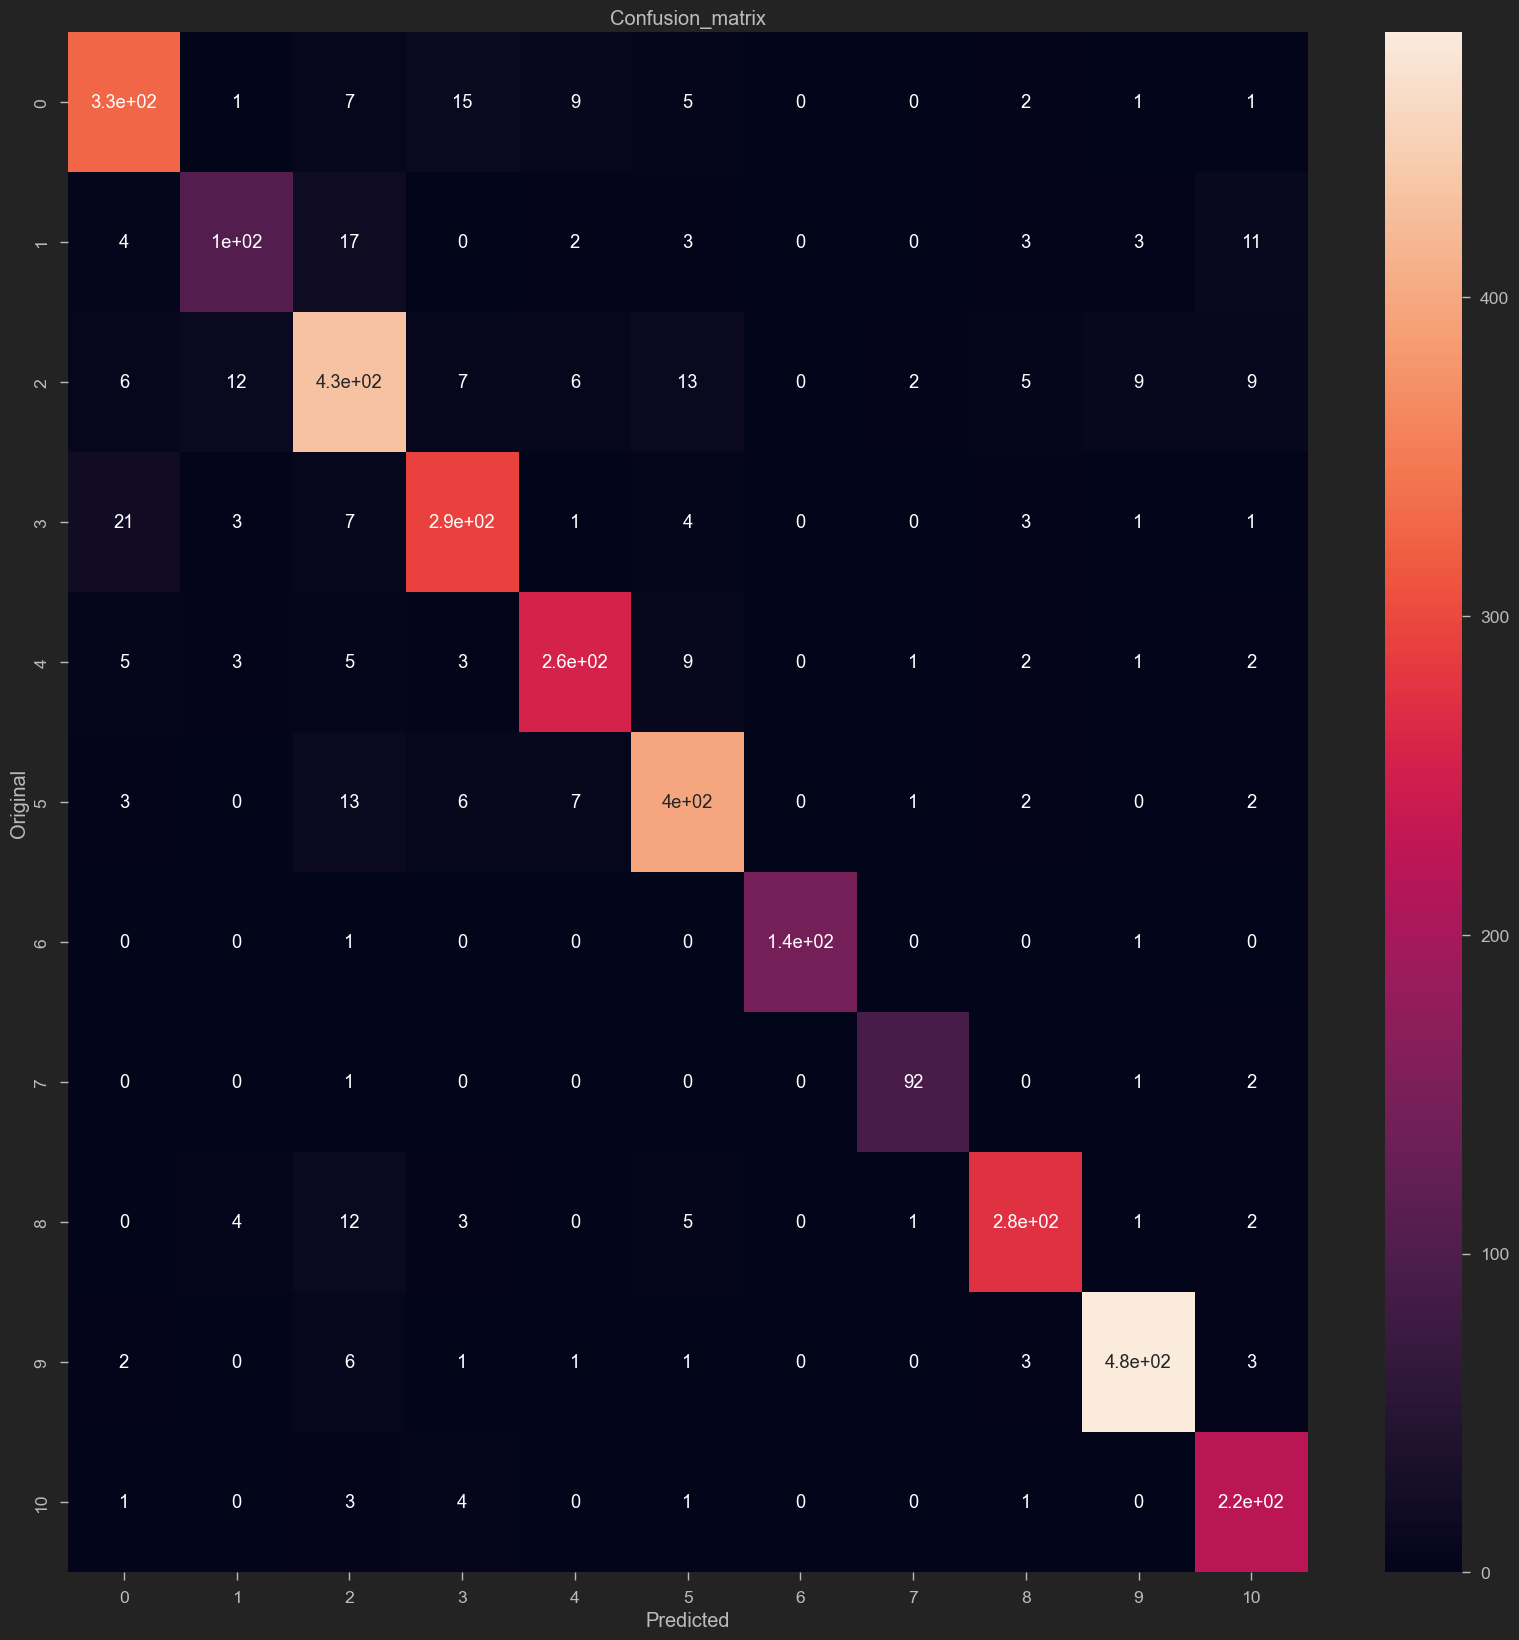 Confusion_matrix
0 3.3e+02 1 7 15 9 5 0 0 2 1 1
1 4 1e+02 17 0 2 3 0 0 3 3 11
2 6 12 4.3e+02 7 6 13 0 2 5 9 9
3 21 3 7 2.9e+02 1 4 0 0 3 1 1
4 5 3 5 3 2.6e+02 9 0 1 2 1 2
5 3 0 13 6 7 4e+02 0 1 2 0 2
6 0 0 1 0 0 0 1.4e+02 0 0 1 0
7 0 0 1 0 0 0 0 92 0 1 2
8 0 4 12 3 0 5 0 1 2.8e+02 1 2
9 2 0 6 1 1 1 0 0 3 4.8e+02 3
10 1 0 3 4 0 1 0 0 1 0 2.2e+02
0 1 2 3 4 5 6 7 8 9 10
Predicted
Original
400
300
200
100
0